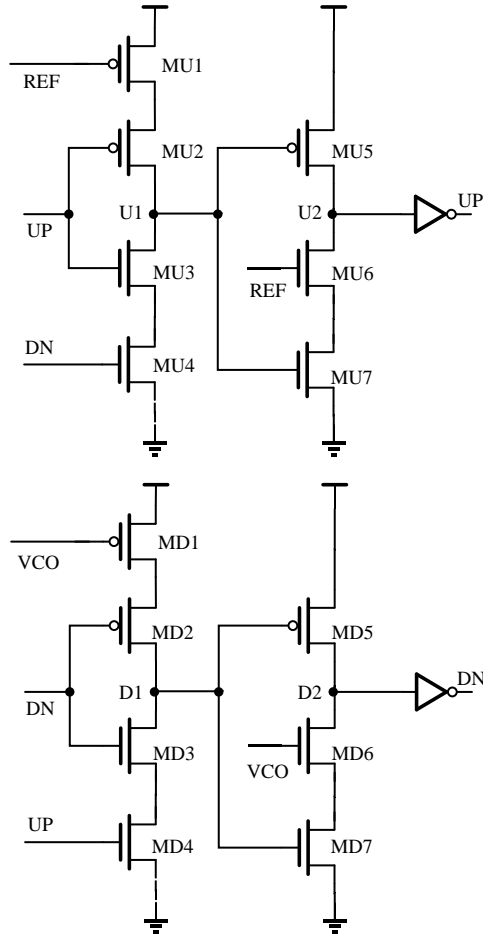 REF
MU1
MU2
MU5
UP
U1
U2
UP
MU3
REF
MU6
DN
MU4
MU7
VCO
MD1
MD2
MD5
DN
D1
D2
DN
MD3
VCO
MD6
UP
MD4
MD7